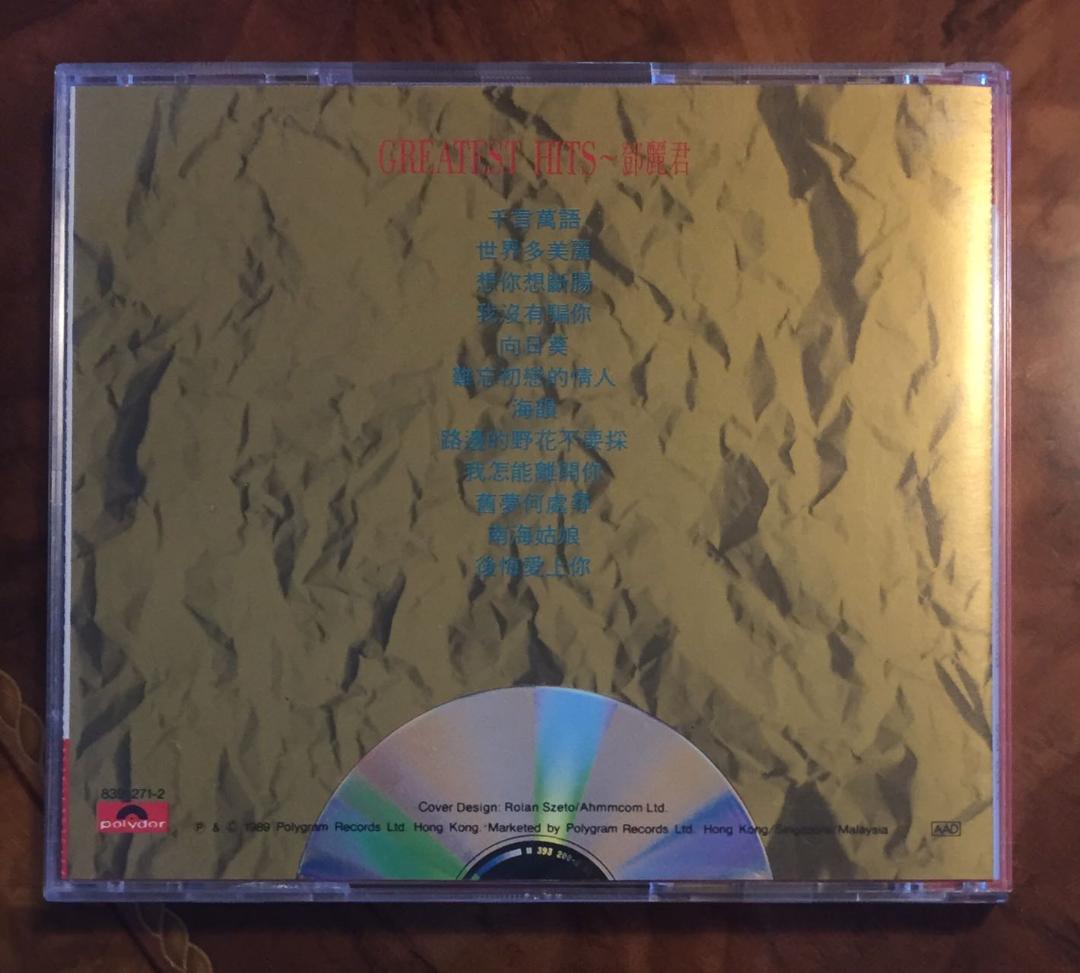 GREATEST HITS~鄧麗君
千言萬語
世界多美麗
想你想斷腸
我沒有騙你
向日葵
難忘初戀的情人
海韻
路邊的野花不要採
我怎能離開你
舊夢何處尋
南海姑娘
後悔愛上你
271-2
polydor
Cover Design: Rolan Szeto/Ahmmcom Ltd.
℗ & © 1989 Polygram Records Ltd. Hong Kong. Marketed by Polygram Records Ltd. Hong Kong/Singapore/Malaysia
AAD
393 200-